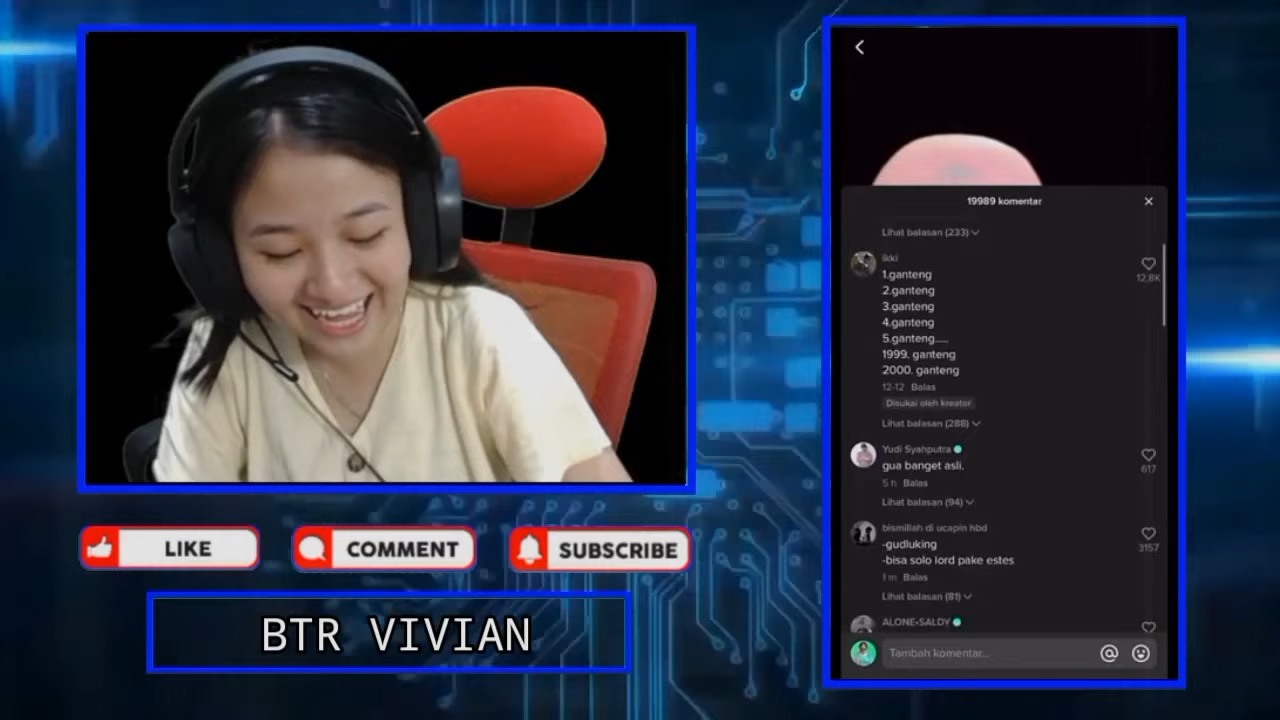 LIKE
COMMENT
SUBSCRIBE
BTR VIVIAN
19989 komentar
Lihat balasan (233)
ikki
1.ganteng
2.ganteng
3.ganteng
4.ganteng
5.ganteng.....
1999. ganteng
2000. ganteng
12-12 Balas
Disukai oleh kreator
Lihat balasan (288)
12,8K
Yudi Syahputra
gua banget asli.
5 h Balas
Lihat balasan (94)
617
bismillah di ucapin hbd
-gudluking
-bisa solo lord pake estes
1 m Balas
Lihat balasan (81)
3157
ALONE•SALDY
Tambah komentar...